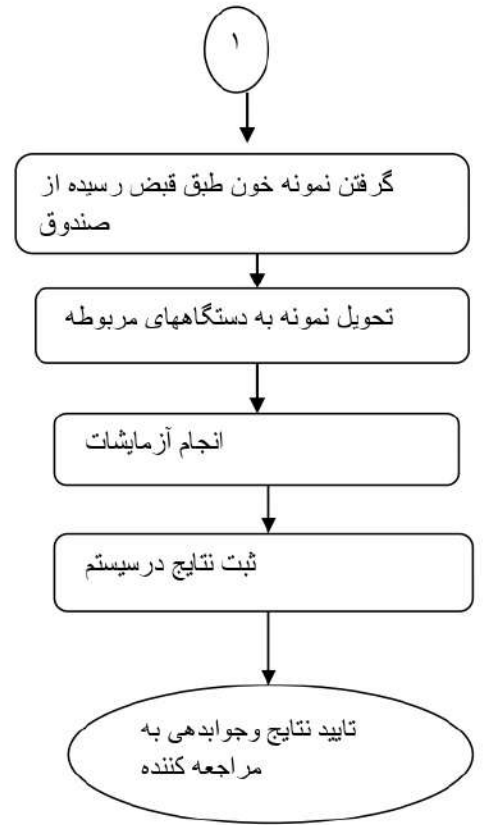 ۱
گرفتن نمونه خون طبق قبض رسیده از
صندوق
تحویل نمونه به دستگاههای مربوطه
انجام آزمایشات
ثبت نتایج درسیستم
تایید نتایج وجوابدهی به
مراجعه کننده